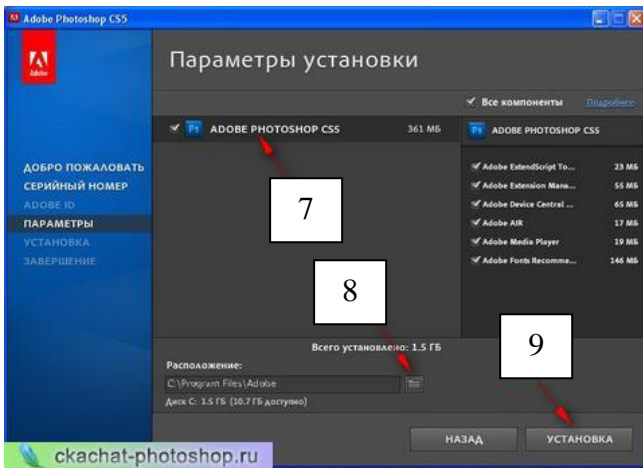 Adobe Photoshop CS5
Adobe
Параметры установки
Все компоненты Подробнее
Ps ADOBE PHOTOSHOP CS5 361 МБ
Ps ADOBE PHOTOSHOP CS5
ДОБРО ПОЖАЛОВАТЬ
СЕРИЙНЫЙ НОМЕР
ADOBE ID
ПАРАМЕТРЫ
УСТАНОВКА
ЗАВЕРШЕНИЕ
Adobe ExtendScript To... 23 МБ
Adobe Extension Mana... 55 МБ
Adobe Device Central ... 65 МБ
Adobe AIR 17 МБ
Adobe Media Player 19 МБ
Adobe Fonts Recomme... 146 МБ
7
8
9
Всего установлено: 1.5 ГБ
Расположение:
C:\Program Files\Adobe
Диск C: 1.5 ГБ (10.7 ГБ доступно)
НАЗАД УСТАНОВКА
ckachat-photoshop.ru